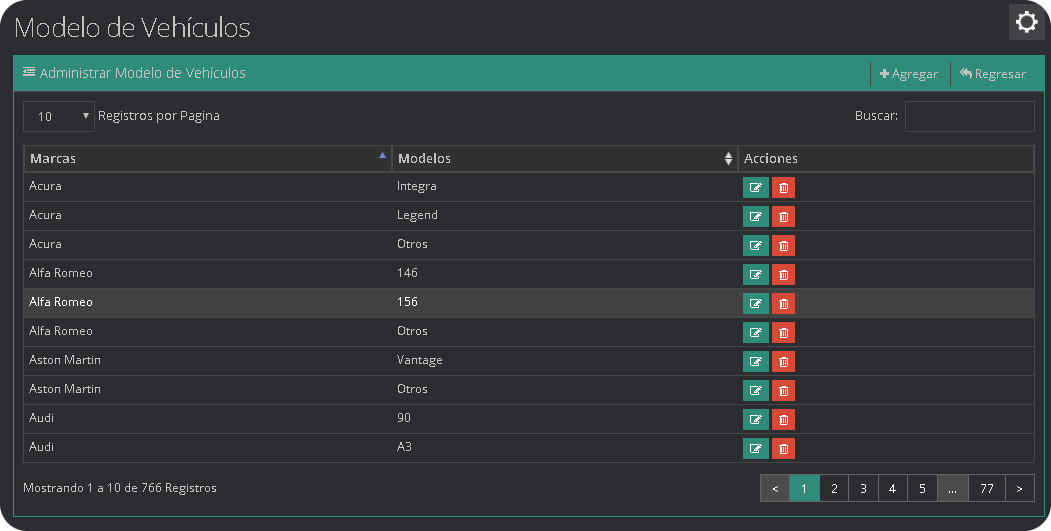 Modelo de Vehículos
Administrar Modelo de Vehículos Agregar Regresar
10 Registros por Pagina Buscar:
Marcas Modelos Acciones
Acura Integra
Acura Legend
Acura Otros
Alfa Romeo 146
Alfa Romeo 156
Alfa Romeo Otros
Aston Martin Vantage
Aston Martin Otros
Audi 90
Audi A3
Mostrando 1 a 10 de 766 Registros < 1 2 3 4 5 ... 77 >